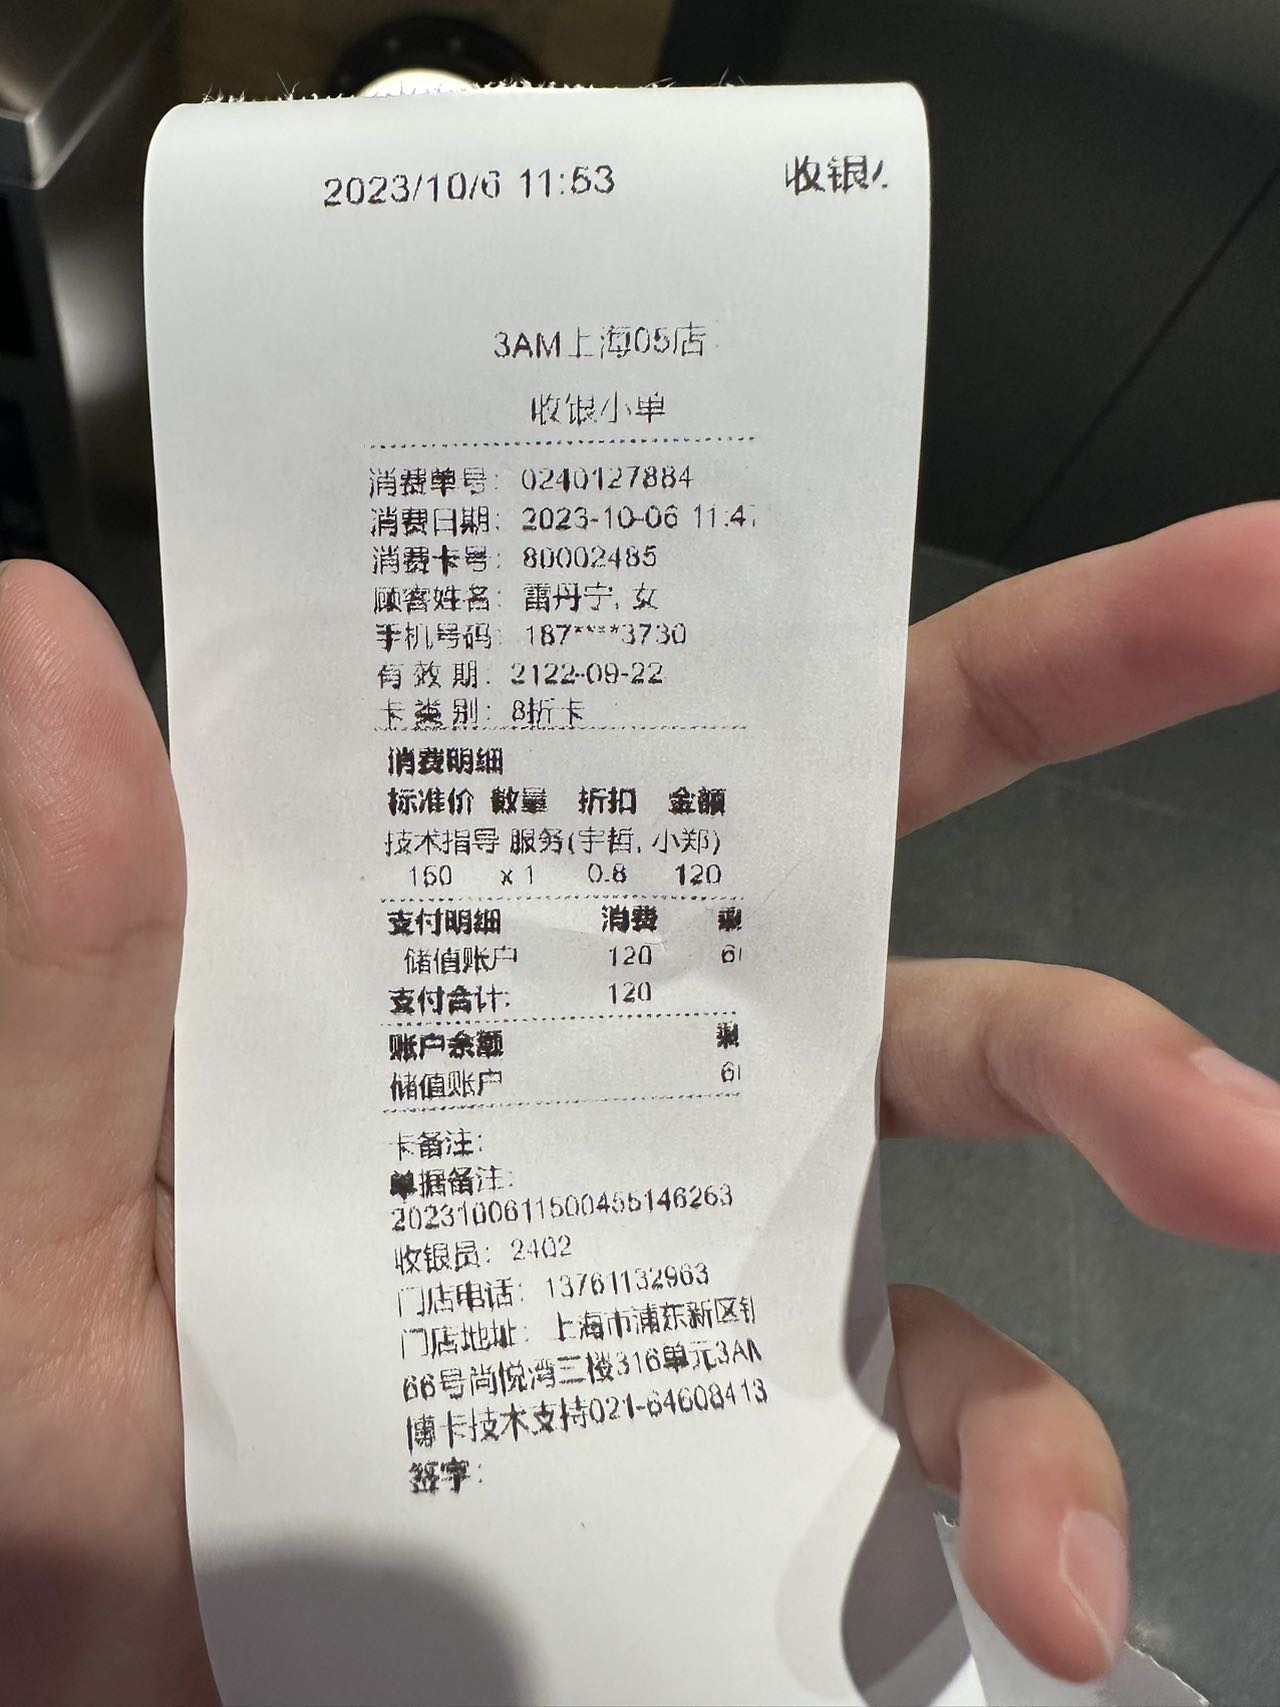 2023/10/6 11:53 收银
3AM上海05店
收银小单
消费单号: 0240127884
消费日期: 2023-10-06 11:47
消费卡号: 80002485
顾客姓名: 雷丹宁, 女
手机号码: 187****3730
有 效 期: 2122-09-22
卡 类 别: 8折卡
消费明细
标准价 数量 折扣 金额
技术指导 服务(宇哲, 小郑)
150 x 1 0.8 120
支付明细 消费 剩
储值账户 120 6
支付合计: 120
账户余额 剩
储值账户 6
卡备注:
单据备注:
2023100611500455146263
收银员: 2402
门店电话: 13761132963
门店地址: 上海市浦东新区
66号尚悦湾三楼316单元3AM
博卡技术支持021-64608413
签字: